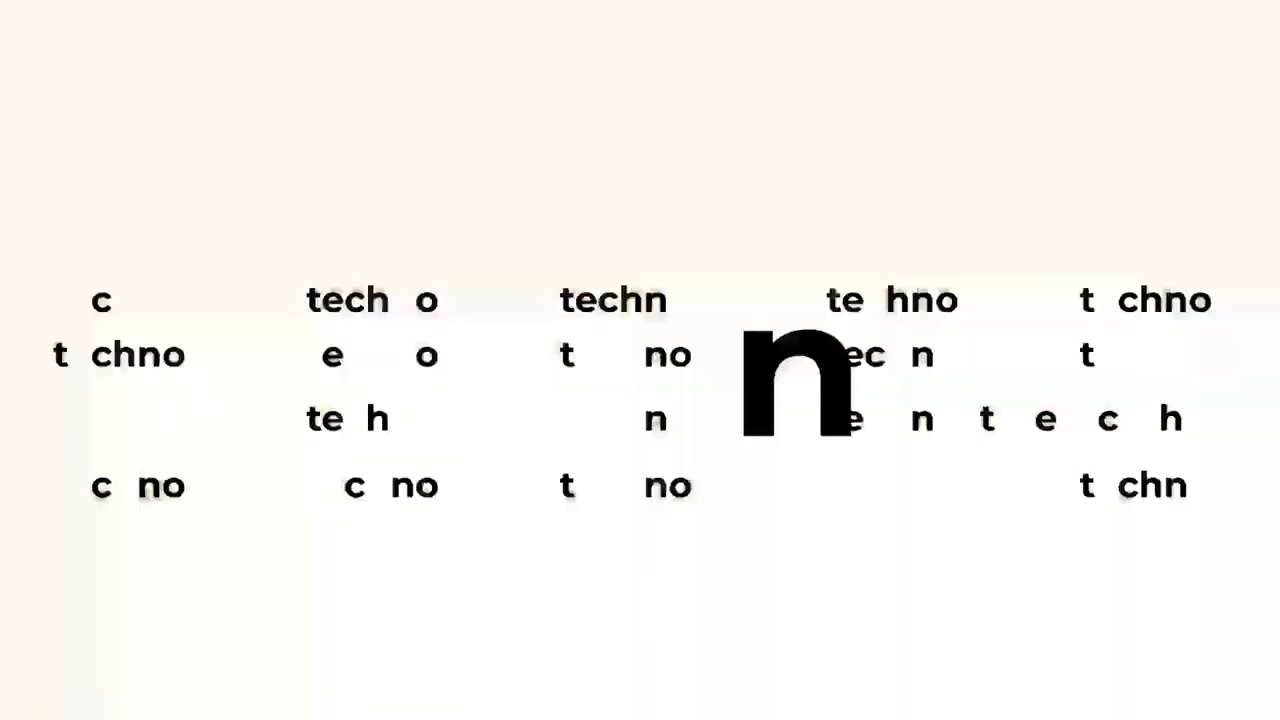 c tech o techn te hno t chno
t chno e o t no ec n t
te h n n e n t e c h
c no c no t no t chn